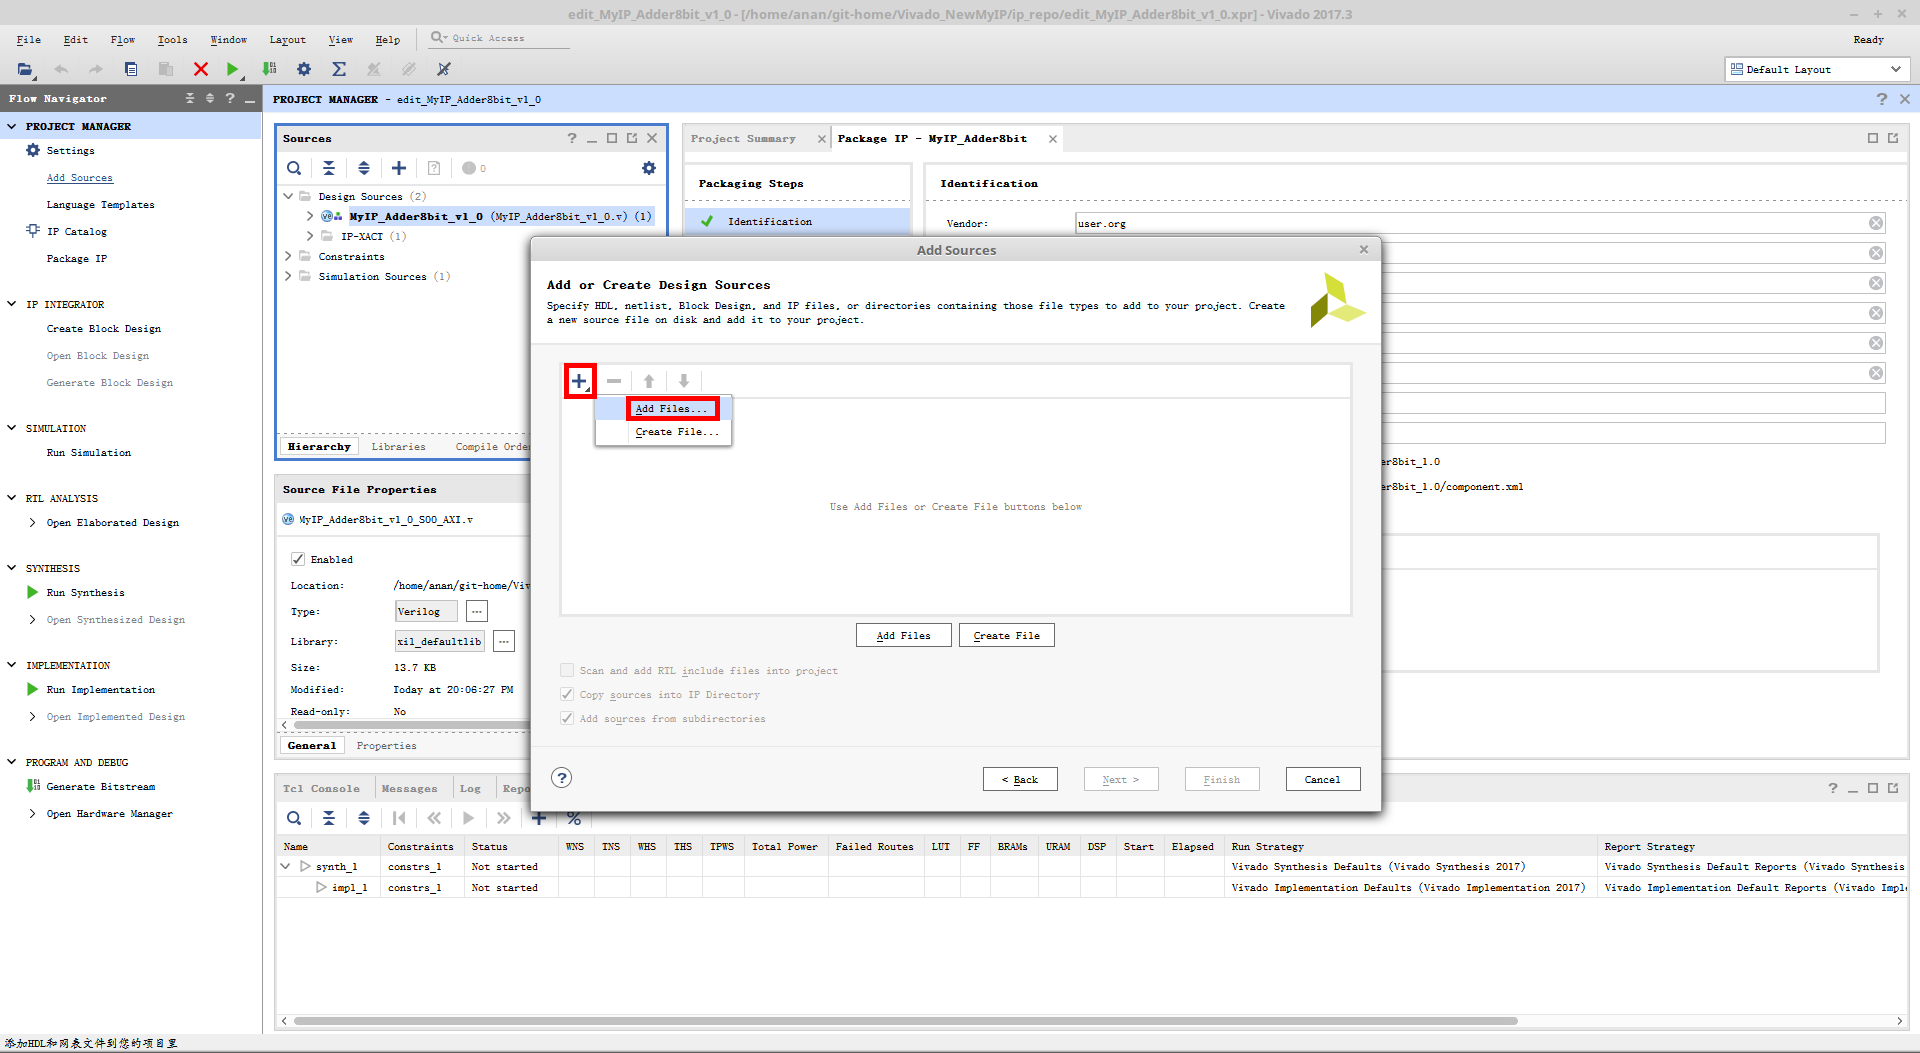 edit_MyIP_Adder8bit_v1_0 - [/home/anan/git-home/Vivado_NewMyIP/ip_repo/edit_MyIP_Adder8bit_v1_0.xpr] - Vivado 2017.3
File Edit Flow Tools Window Layout View Help Quick Access Ready
Default Layout
Flow Navigator
PROJECT MANAGER
Settings
Add Sources
Language Templates
IP Catalog
Package IP
IP INTEGRATOR
Create Block Design
Open Block Design
Generate Block Design
SIMULATION
Run Simulation
RTL ANALYSIS
Open Elaborated Design
SYNTHESIS
Run Synthesis
Open Synthesized Design
IMPLEMENTATION
Run Implementation
Open Implemented Design
PROGRAM AND DEBUG
Generate Bitstream
Open Hardware Manager
PROJECT MANAGER - edit_MyIP_Adder8bit_v1_0
Sources
0
Design Sources (2)
MyIP_Adder8bit_v1_0 (MyIP_Adder8bit_v1_0.v) (1)
IP-XACT (1)
Constraints
Simulation Sources (1)
Hierarchy Libraries Compile Orde
Source File Properties
MyIP_Adder8bit_v1_0_S00_AXI.v
Enabled
Location: /home/anan/git-home/Viv
Type: Verilog
Library: xil_defaultlib
Size: 13.7 KB
Modified: Today at 20:06:27 PM
Read-only: No
General Properties
Project Summary Package IP - MyIP_Adder8bit
Packaging Steps
Identification
Identification
Vendor: user.org
er8bit_1.0
er8bit_1.0/component.xml
Add Sources
Add or Create Design Sources
Specify HDL, netlist, Block Design, and IP files, or directories containing those file types to add to your project. Create
a new source file on disk and add it to your project.
Add Files...
Create File...
Use Add Files or Create File buttons below
Add Files Create File
Scan and add RTL include files into project
Copy sources into IP Directory
Add sources from subdirectories
< Back Next > Finish Cancel
Tcl Console Messages Log Repo
Name Constraints Status WNS TNS WHS THS TPWS Total Power Failed Routes LUT FF BRAMs URAM DSP Start Elapsed Run Strategy Report Strategy
synth_1 constrs_1 Not started Vivado Synthesis Defaults (Vivado Synthesis 2017) Vivado Synthesis Default Reports (Vivado Synthesis
impl_1 constrs_1 Not started Vivado Implementation Defaults (Vivado Implementation 2017) Vivado Implementation Default Reports (Vivado Impl
添加HDL和网表文件到您的项目里